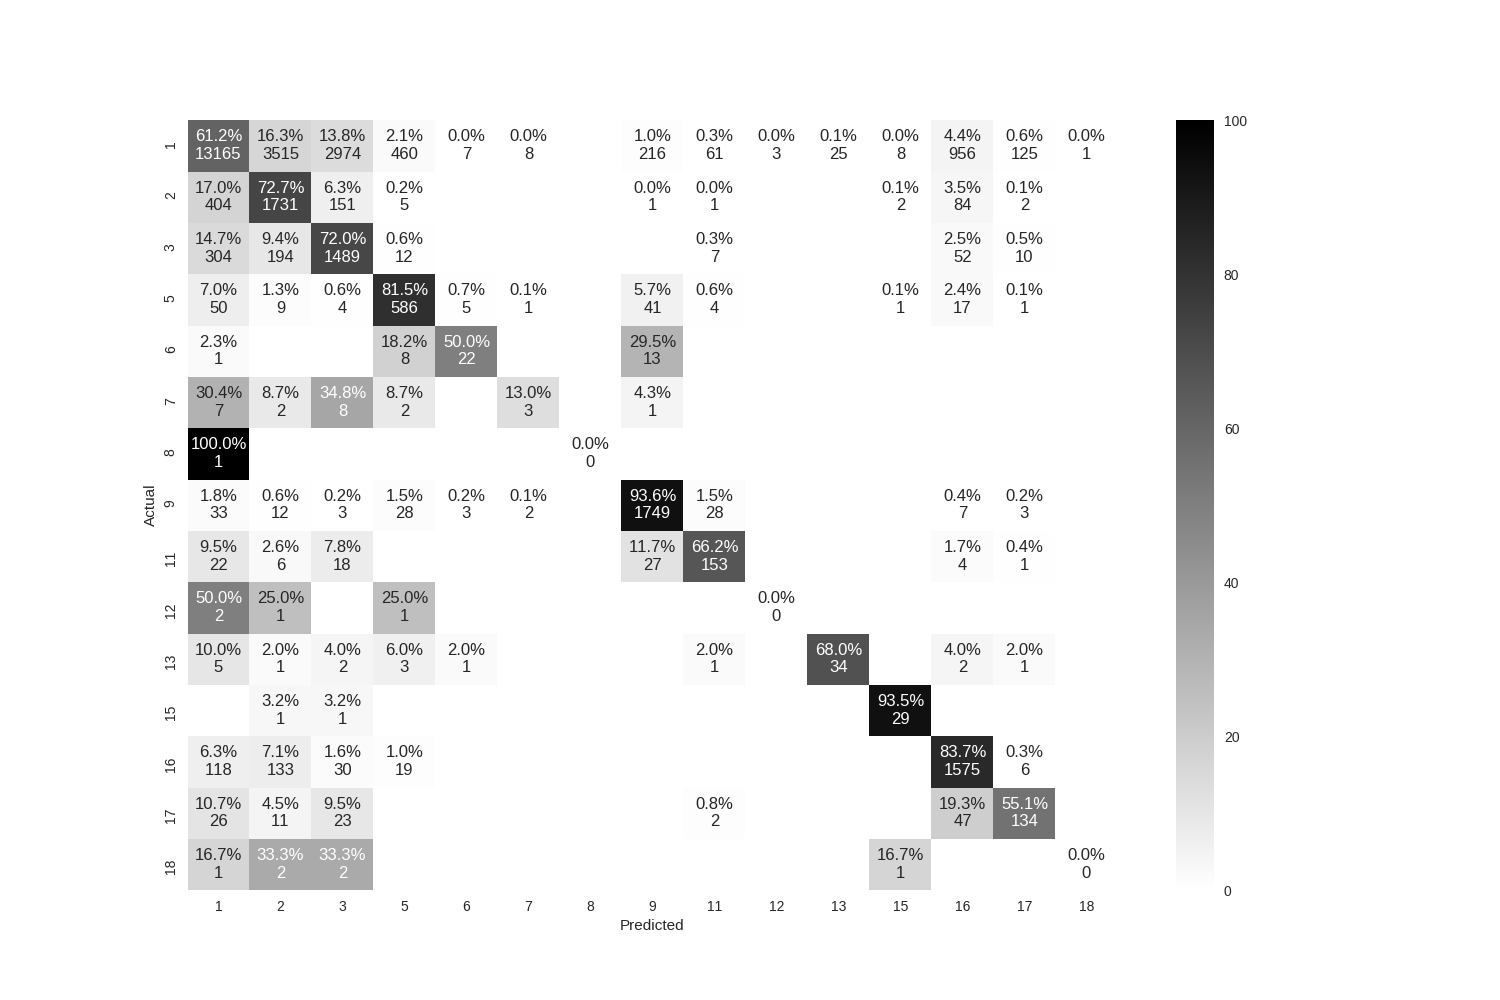 61.2% 16.3% 13.8% 2.1% 0.0% 0.0% 1.0% 0.3% 0.0% 0.1% 0.0% 4.4% 0.6% 0.0%
1 13165 3515 2974 460 7 8 216 61 3 25 8 956 125 1
17.0% 72.7% 6.3% 0.2% 0.0% 0.0% 0.1% 3.5% 0.1%
2 404 1731 151 5 1 1 2 84 2
14.7% 9.4% 72.0% 0.6% 0.3% 2.5% 0.5%
3 304 194 1489 12 7 52 10
7.0% 1.3% 0.6% 81.5% 0.7% 0.1% 5.7% 0.6% 0.1% 2.4% 0.1%
5 50 9 4 586 5 1 41 4 1 17 1
2.3% 18.2% 50.0% 29.5%
6 1 8 22 13
30.4% 8.7% 34.8% 8.7% 13.0% 4.3%
7 7 2 8 2 3 1
100.0% 0.0%
8 1 0
1.8% 0.6% 0.2% 1.5% 0.2% 0.1% 93.6% 1.5% 0.4% 0.2%
9 33 12 3 28 3 2 1749 28 7 3
9.5% 2.6% 7.8% 11.7% 66.2% 1.7% 0.4%
11 22 6 18 27 153 4 1
50.0% 25.0% 25.0% 0.0%
12 2 1 1 0
10.0% 2.0% 4.0% 6.0% 2.0% 2.0% 68.0% 4.0% 2.0%
13 5 1 2 3 1 1 34 2 1
3.2% 3.2% 93.5%
15 1 1 29
6.3% 7.1% 1.6% 1.0% 83.7% 0.3%
16 118 133 30 19 1575 6
10.7% 4.5% 9.5% 0.8% 19.3% 55.1%
17 26 11 23 2 47 134
16.7% 33.3% 33.3% 16.7% 0.0%
18 1 2 2 1 0
1 2 3 5 6 7 8 9 11 12 13 15 16 17 18
Predicted
Actual
100
80
60
40
20
0